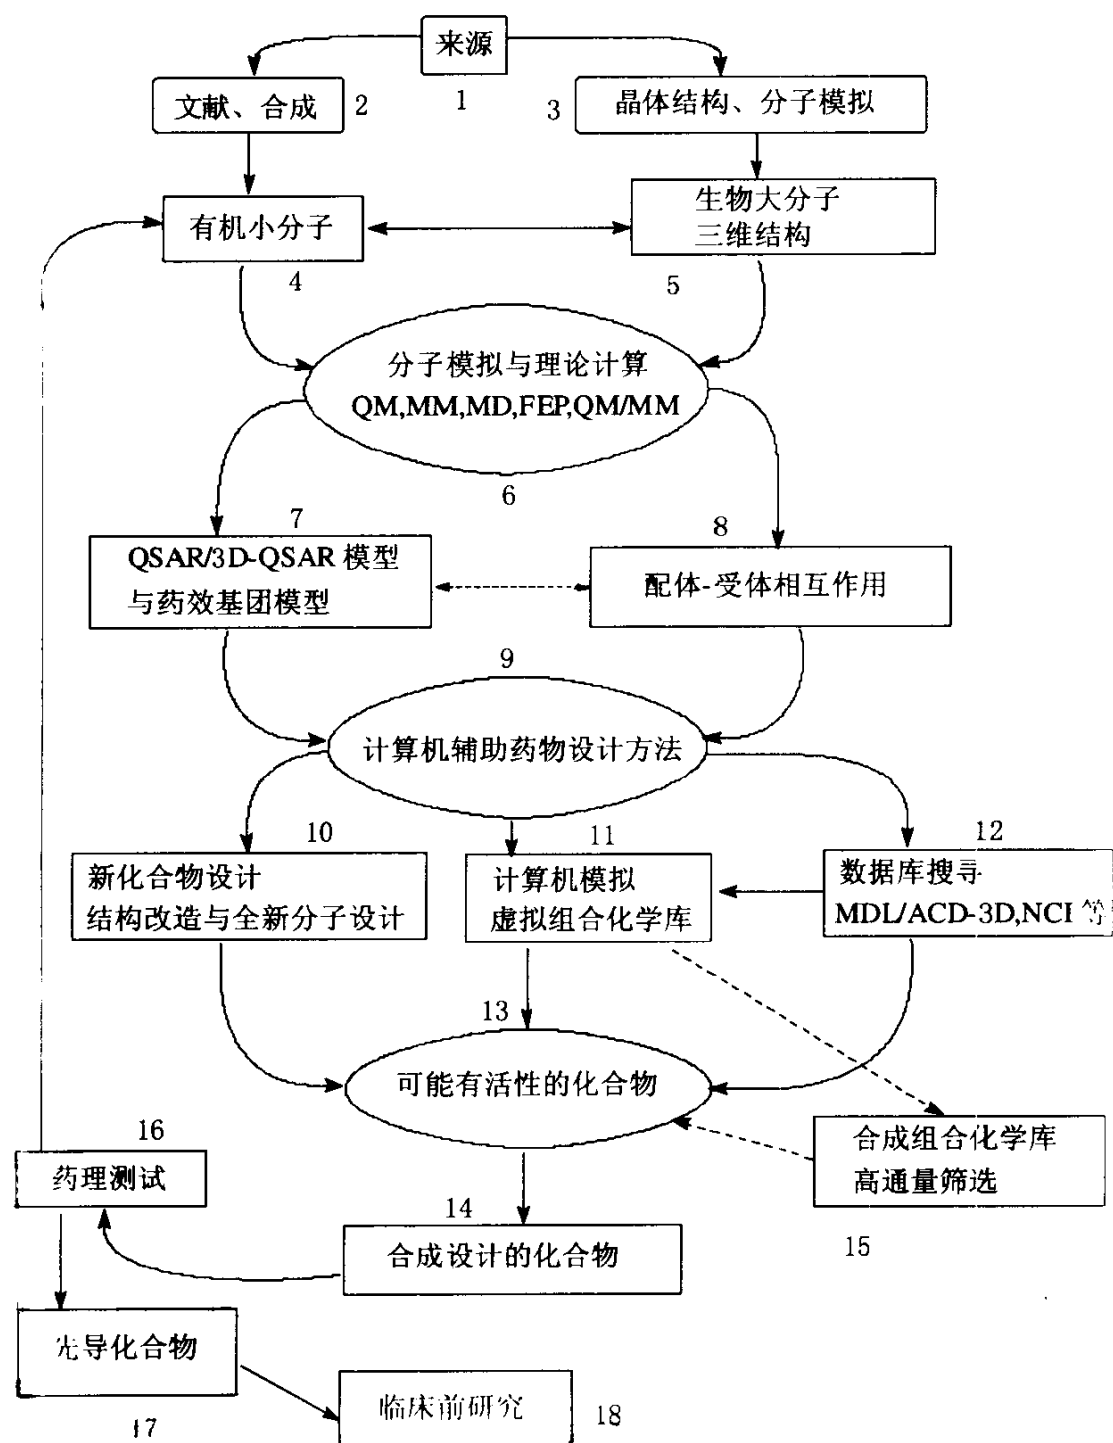 来源
1
文献、合成
2
3
晶体结构、分子模拟
有机小分子
4
生物大分子
三维结构
5
分子模拟与理论计算
QM,MM,MD,FEP,QM/MM
6
7
QSAR/3D-QSAR 模型
与药效基团模型
8
配体-受体相互作用
9
计算机辅助药物设计方法
10
新化合物设计
结构改造与全新分子设计
11
计算机模拟
虚拟组合化学库
12
数据库搜寻
MDL/ACD-3D,NCI 等
13
可能有活性的化合物
合成组合化学库
高通量筛选
15
16
药理测试
14
合成设计的化合物
先导化合物
17
临床前研究
18